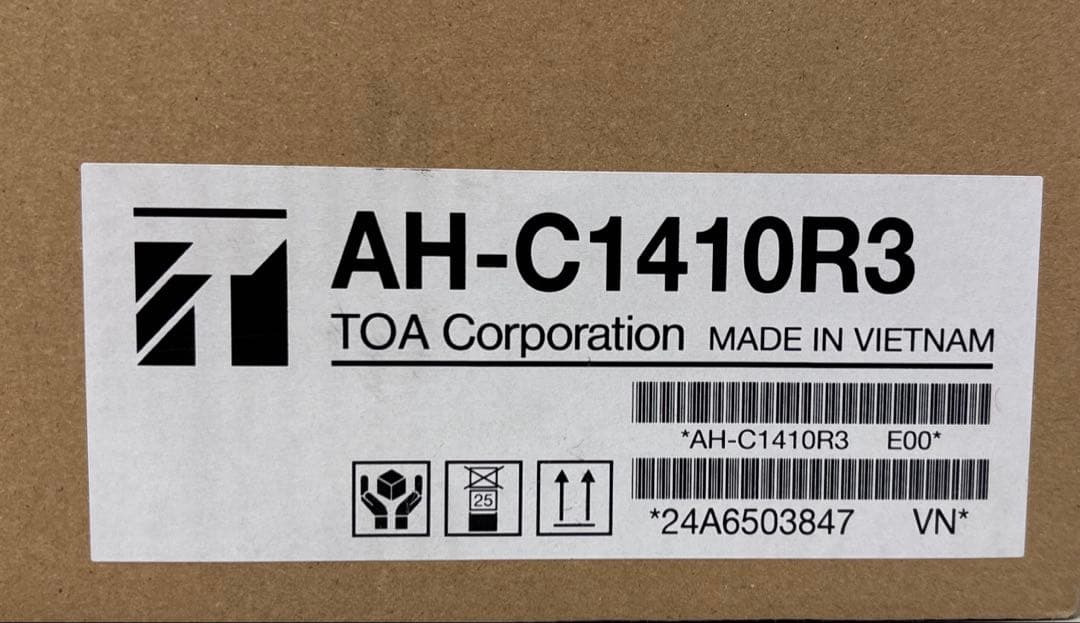 AH-C1410R3
TOA Corporation MADE IN VIETNAM
*AH-C1410R3 E00*
25
*24A6503847 VN*